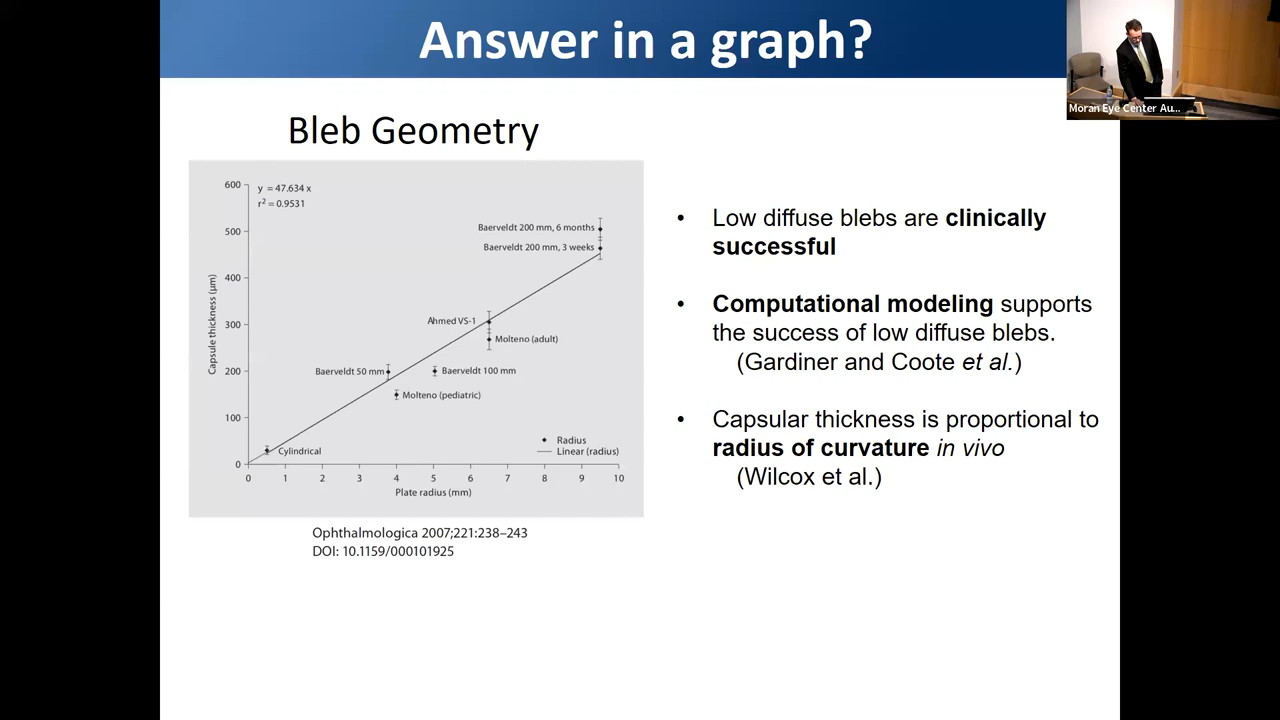 Answer in a graph?
Moran Eye Center Au...
Bleb Geometry
600
500
400
300
200
100
0
Capsule thickness (μm)
y = 47.634 x
r² = 0.9531
Baerveldt 200 mm, 6 months
Baerveldt 200 mm, 3 weeks
Ahmed VS-1
Molteno (adult)
Baerveldt 50 mm
Baerveldt 100 mm
Molteno (pediatric)
Cylindrical
Radius
Linear (radius)
0 1 2 3 4 5 6 7 8 9 10
Plate radius (mm)
Ophthalmologica 2007;221:238–243
DOI: 10.1159/000101925
• Low diffuse blebs are clinically
successful
• Computational modeling supports
the success of low diffuse blebs.
(Gardiner and Coote et al.)
• Capsular thickness is proportional to
radius of curvature in vivo
(Wilcox et al.)